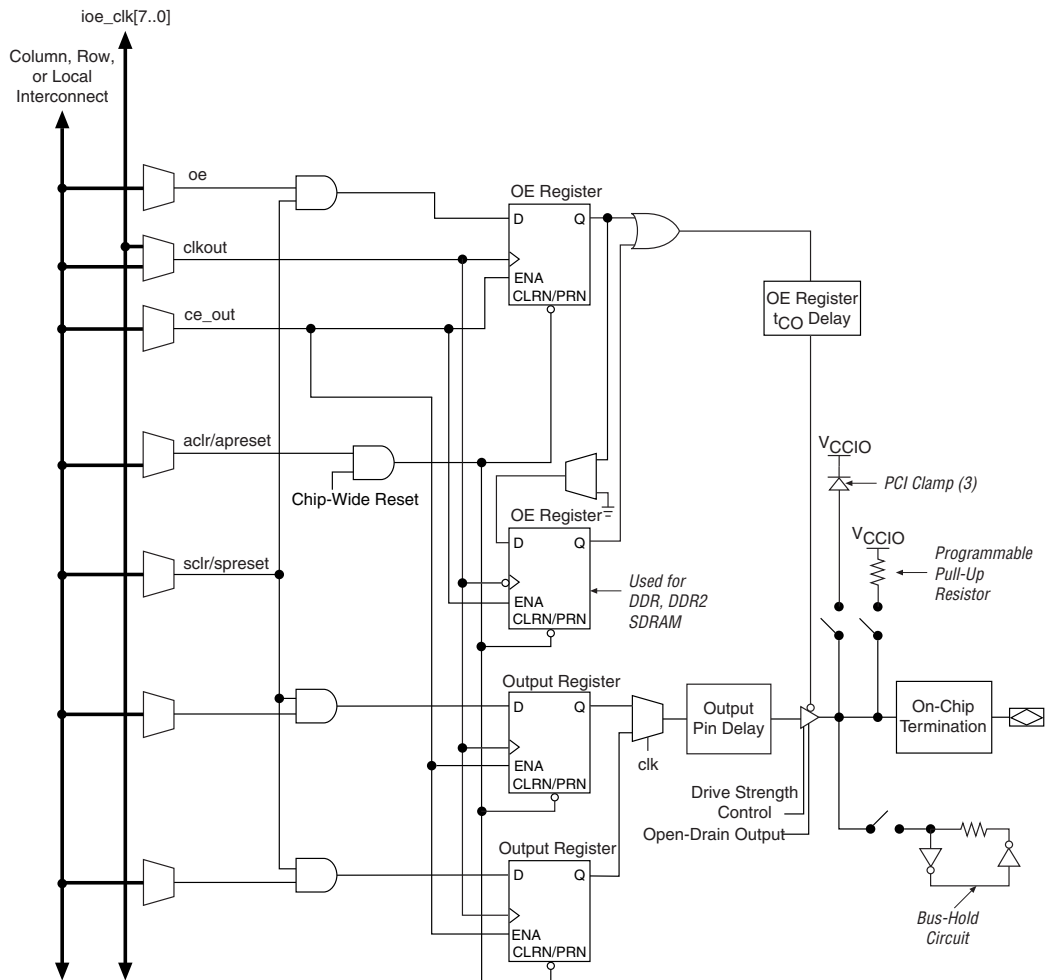 ioe_clk[7..0]
Column, Row,
or Local
Interconnect
oe
OE Register
D
Q
clkout
ENA
CLRN/PRN
OE Register
tCO Delay
ce_out
aclr/apreset
Chip-Wide Reset
VCCIO
PCI Clamp (3)
OE Register
D
Q
VCCIO
Programmable
Pull-Up
Resistor
sclr/spreset
Used for
DDR, DDR2
SDRAM
ENA
CLRN/PRN
Output Register
D
Q
Output
Pin Delay
On-Chip
Termination
clk
ENA
CLRN/PRN
Drive Strength
Control
Open-Drain Output
Output Register
D
Q
Bus-Hold
Circuit
ENA
CLRN/PRN